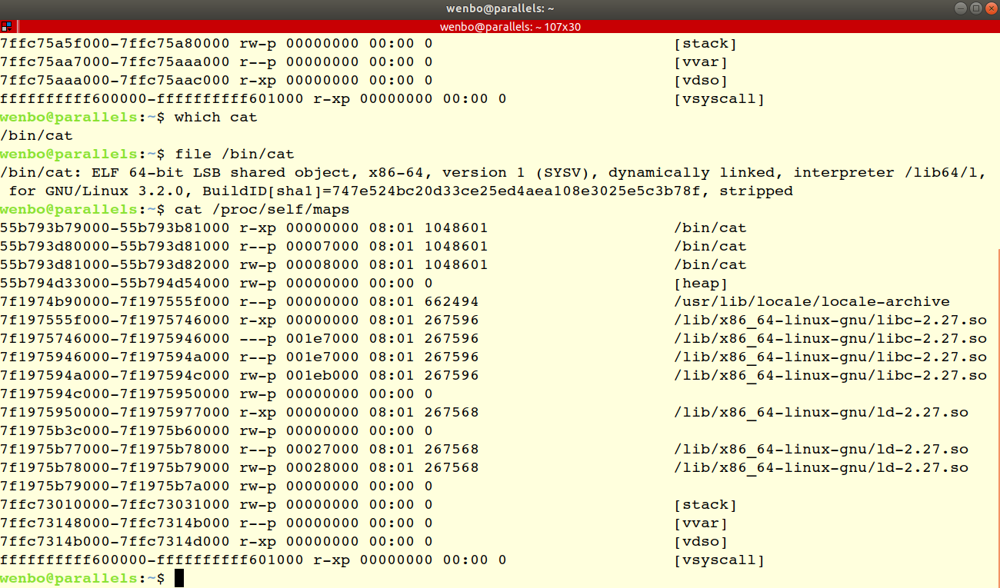 wenbo@parallels: ~
wenbo@parallels: ~ 107x30
7ffc75a5f000-7ffc75a80000 rw-p 00000000 00:00 0                          [stack]
7ffc75aa7000-7ffc75aaa000 r--p 00000000 00:00 0                          [vvar]
7ffc75aaa000-7ffc75aac000 r-xp 00000000 00:00 0                          [vdso]
ffffffffff600000-ffffffffff601000 r-xp 00000000 00:00 0                  [vsyscall]
wenbo@parallels:~$ which cat
/bin/cat
wenbo@parallels:~$ file /bin/cat
/bin/cat: ELF 64-bit LSB shared object, x86-64, version 1 (SYSV), dynamically linked, interpreter /lib64/l,
 for GNU/Linux 3.2.0, BuildID[sha1]=747e524bc20d33ce25ed4aea108e3025e5c3b78f, stripped
wenbo@parallels:~$ cat /proc/self/maps
55b793b79000-55b793b81000 r-xp 00000000 08:01 1048601                    /bin/cat
55b793d80000-55b793d81000 r--p 00007000 08:01 1048601                    /bin/cat
55b793d81000-55b793d82000 rw-p 00008000 08:01 1048601                    /bin/cat
55b794d33000-55b794d54000 rw-p 00000000 00:00 0                          [heap]
7f1974b90000-7f197555f000 r--p 00000000 08:01 662494                     /usr/lib/locale/locale-archive
7f197555f000-7f1975746000 r-xp 00000000 08:01 267596                     /lib/x86_64-linux-gnu/libc-2.27.so
7f1975746000-7f1975946000 ---p 001e7000 08:01 267596                     /lib/x86_64-linux-gnu/libc-2.27.so
7f1975946000-7f197594a000 r--p 001e7000 08:01 267596                     /lib/x86_64-linux-gnu/libc-2.27.so
7f197594a000-7f197594c000 rw-p 001eb000 08:01 267596                     /lib/x86_64-linux-gnu/libc-2.27.so
7f197594c000-7f1975950000 rw-p 00000000 00:00 0
7f1975950000-7f1975977000 r-xp 00000000 08:01 267568                     /lib/x86_64-linux-gnu/ld-2.27.so
7f1975b3c000-7f1975b60000 rw-p 00000000 00:00 0
7f1975b77000-7f1975b78000 r--p 00027000 08:01 267568                     /lib/x86_64-linux-gnu/ld-2.27.so
7f1975b78000-7f1975b79000 rw-p 00028000 08:01 267568                     /lib/x86_64-linux-gnu/ld-2.27.so
7f1975b79000-7f1975b7a000 rw-p 00000000 00:00 0
7ffc73010000-7ffc73031000 rw-p 00000000 00:00 0                          [stack]
7ffc73148000-7ffc7314b000 r--p 00000000 00:00 0                          [vvar]
7ffc7314b000-7ffc7314d000 r-xp 00000000 00:00 0                          [vdso]
ffffffffff600000-ffffffffff601000 r-xp 00000000 00:00 0                  [vsyscall]
wenbo@parallels:~$